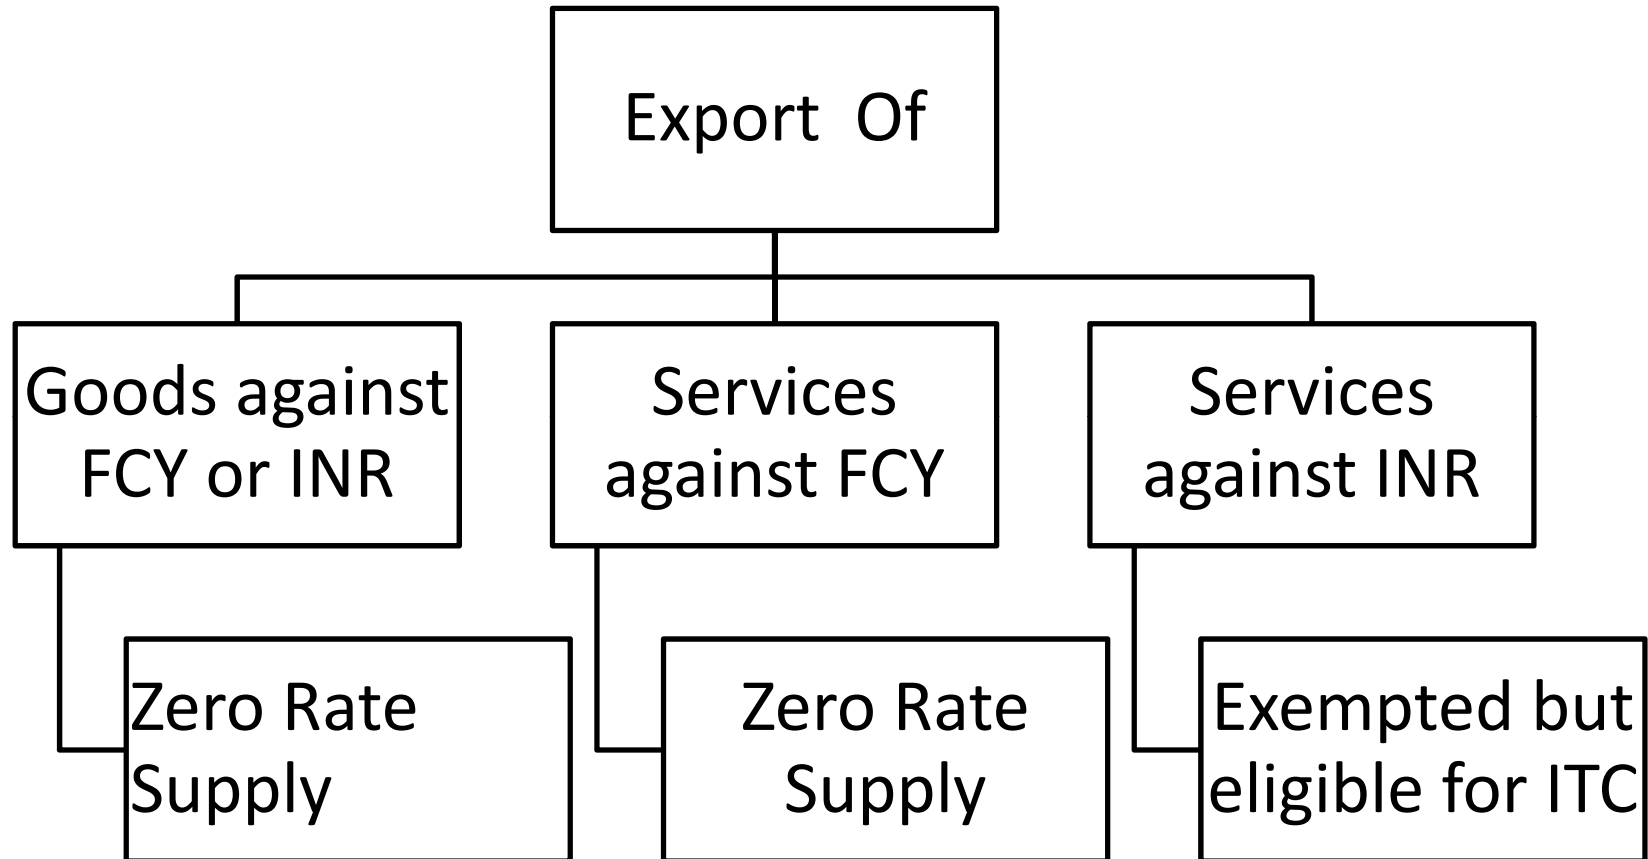 Export Of
Goods against
FCY or INR
Services
against FCY
Services
against INR
Zero Rate
Supply
Zero Rate
Supply
Exempted but
eligible for ITC